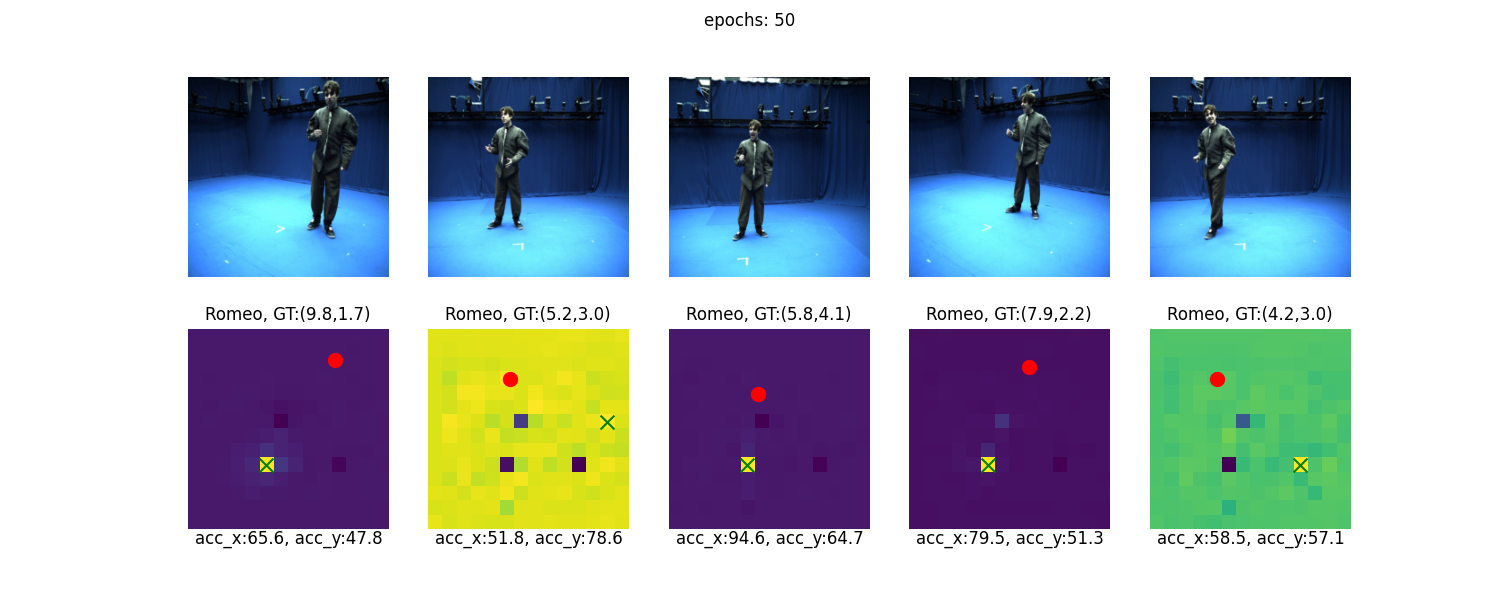 epochs: 50
Romeo, GT:(9.8,1.7)
Romeo, GT:(5.2,3.0)
Romeo, GT:(5.8,4.1)
Romeo, GT:(7.9,2.2)
Romeo, GT:(4.2,3.0)
acc_x:65.6, acc_y:47.8
acc_x:51.8, acc_y:78.6
acc_x:94.6, acc_y:64.7
acc_x:79.5, acc_y:51.3
acc_x:58.5, acc_y:57.1